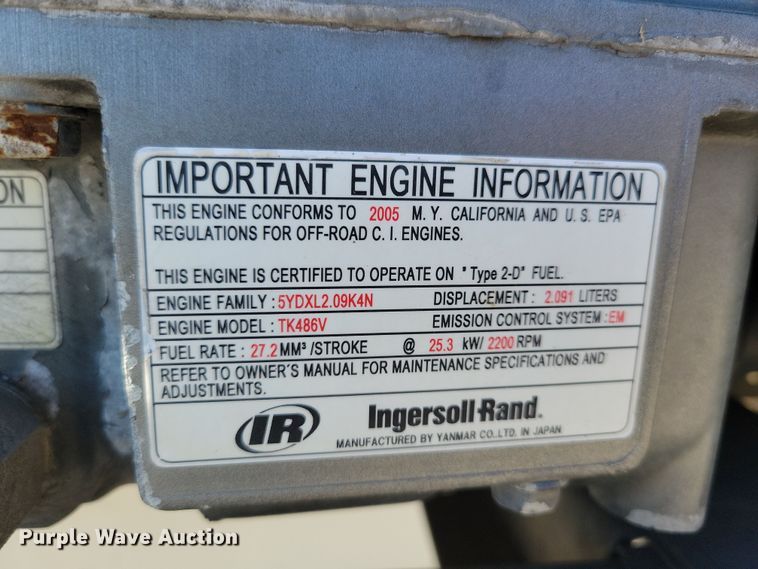 ON
IMPORTANT ENGINE INFORMATION
THIS ENGINE CONFORMS TO 2005 M. Y. CALIFORNIA AND U. S. EPA
REGULATIONS FOR OFF-ROAD C. I. ENGINES.
THIS ENGINE IS CERTIFIED TO OPERATE ON " Type 2-D" FUEL.
ENGINE FAMILY : 5YDXL2.09K4N DISPLACEMENT : 2.091 LITERS
ENGINE MODEL : TK486V EMISSION CONTROL SYSTEM : EM
FUEL RATE : 27.2 MM³ /STROKE @ 25.3 kW/ 2200 RPM
REFER TO OWNER'S MANUAL FOR MAINTENANCE SPECIFICATIONS AND
ADJUSTMENTS.
IR Ingersoll-Rand®
MANUFACTURED BY YANMAR CO.,LTD. IN JAPAN
Purple Wave Auction